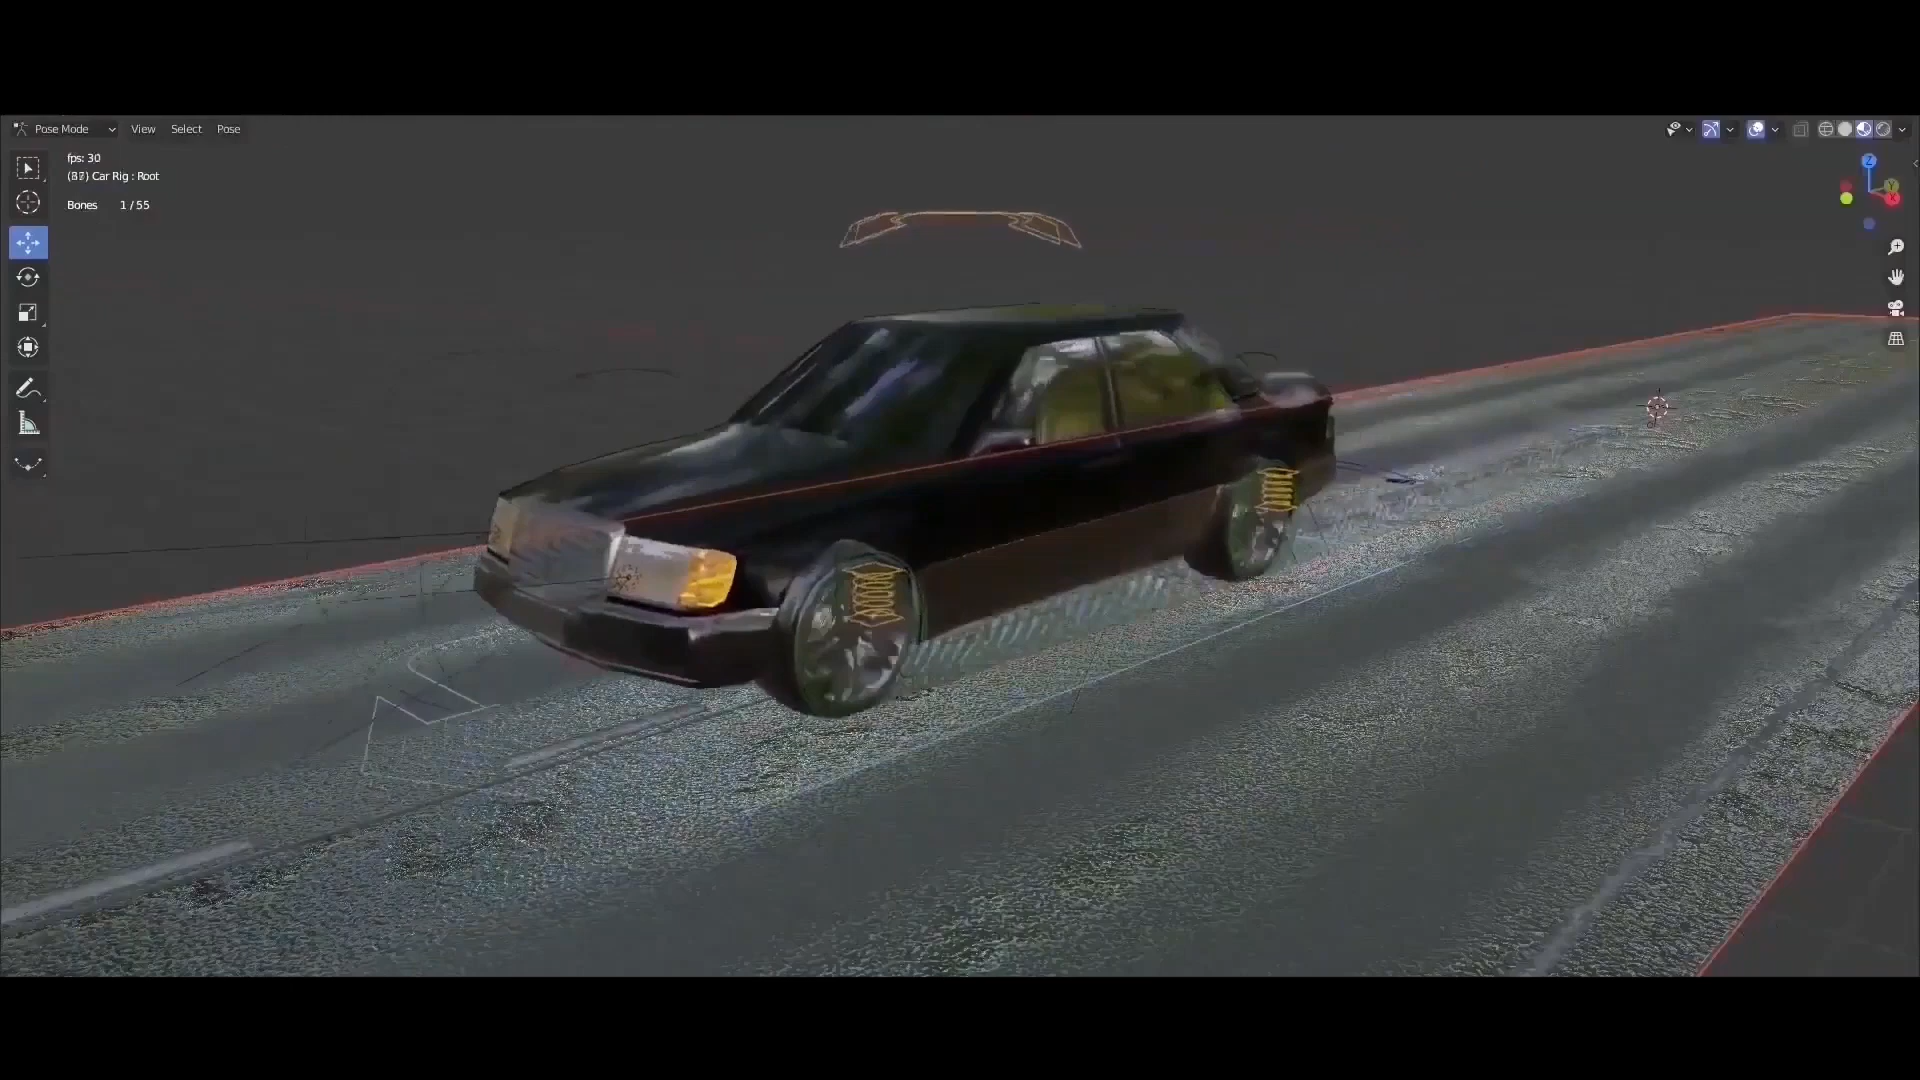 Pose Mode View Select Pose
fps: 30
Car Rig : Root
Bones 1 / 55
Z
Y
X